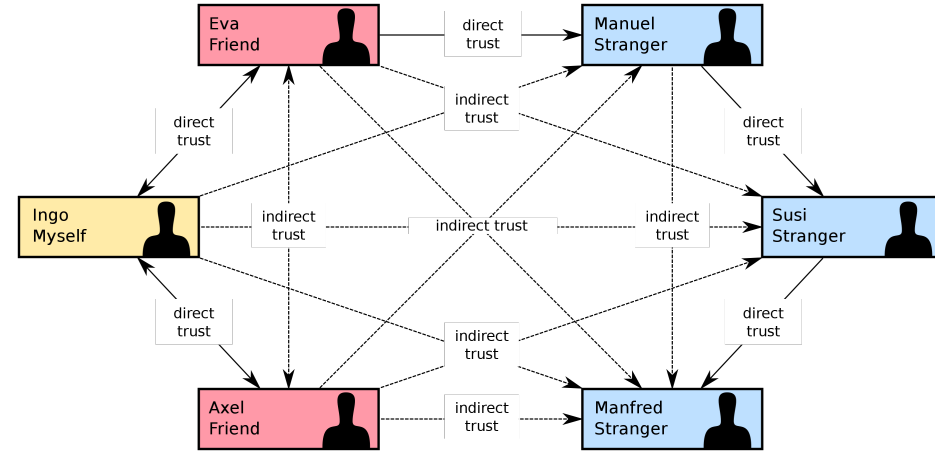 Eva
Friend
direct
trust
Manuel
Stranger
indirect
trust
direct
trust
direct
trust
Ingo
Myself
indirect
trust
indirect trust
indirect
trust
Susi
Stranger
direct
trust
indirect
trust
direct
trust
Axel
Friend
indirect
trust
Manfred
Stranger